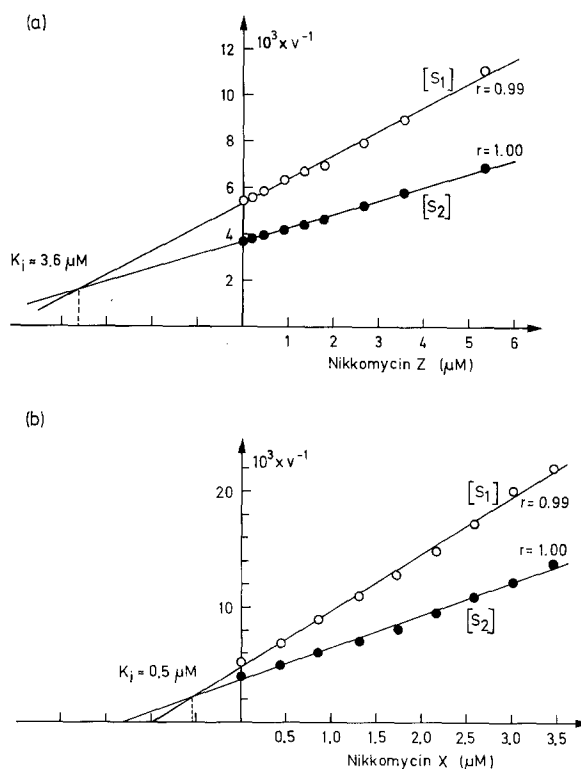 (a)
10³ x v⁻¹
12
10
8
6
4
2
[S₁]
r = 0.99
r = 1.00
[S₂]
Kᵢ = 3.6 µM
1 2 3 4 5 6
Nikkomycin Z (µM)
(b)
10³ x v⁻¹
20
10
[S₁]
r = 0.99
r = 1.00
[S₂]
Kᵢ = 0.5 µM
0,5 1.0 1.5 2.0 2.5 3.0 3,5
Nikkomycin X (µM)